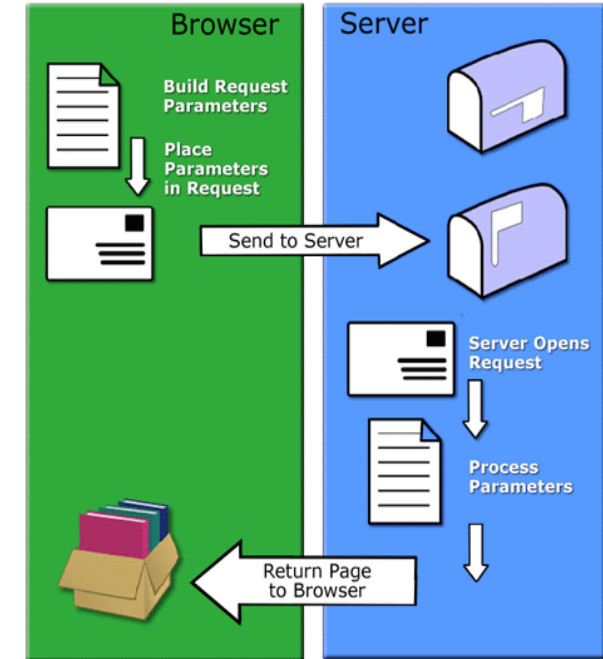 Browser
Server
Build Request
Parameters
Place
Parameters
in Request
Send to Server
Server Opens
Request
Process
Parameters
Return Page
to Browser